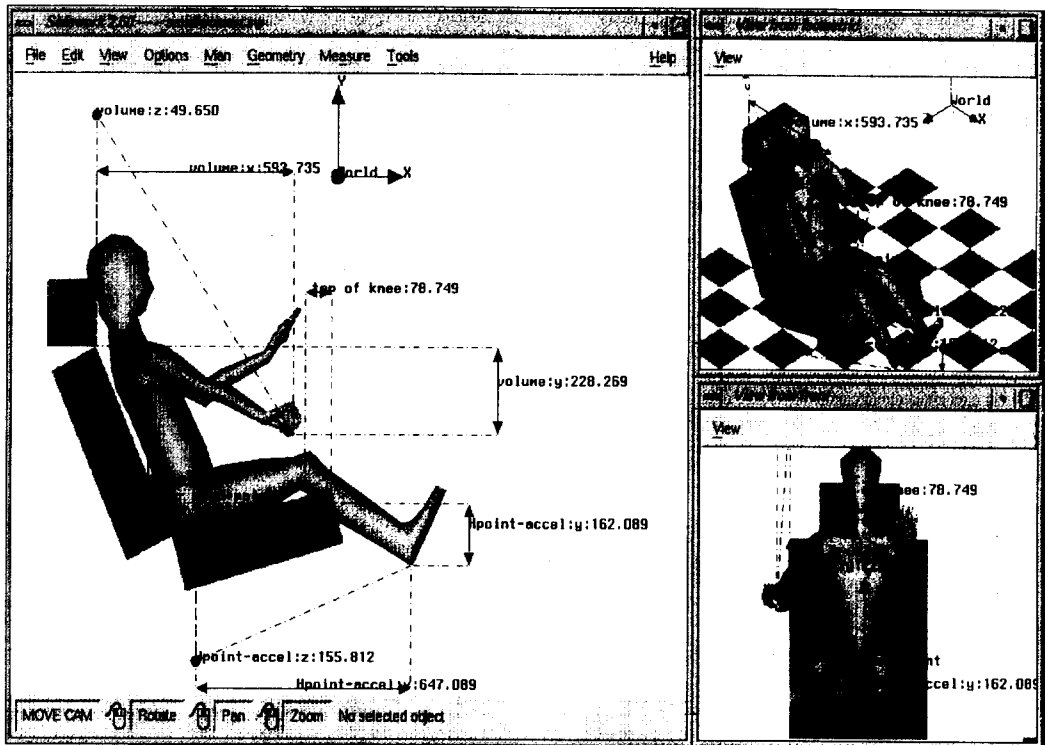 File Edit View Options Man Geometry Measure Tools Help
Y
volume:z:49.650
volume:x:593.735
World X
top of knee:78.749
volume:y:228.269
Hpoint-accel:y:162.089
Hpoint-accel:z:155.812
Hpoint-accel:x:647.089
MOVE CAM Rotate Pan Zoom No selected object
View
World
X
volume:x:593.735
of knee:78.749
View
nee:78.749
ccel:y:162.089